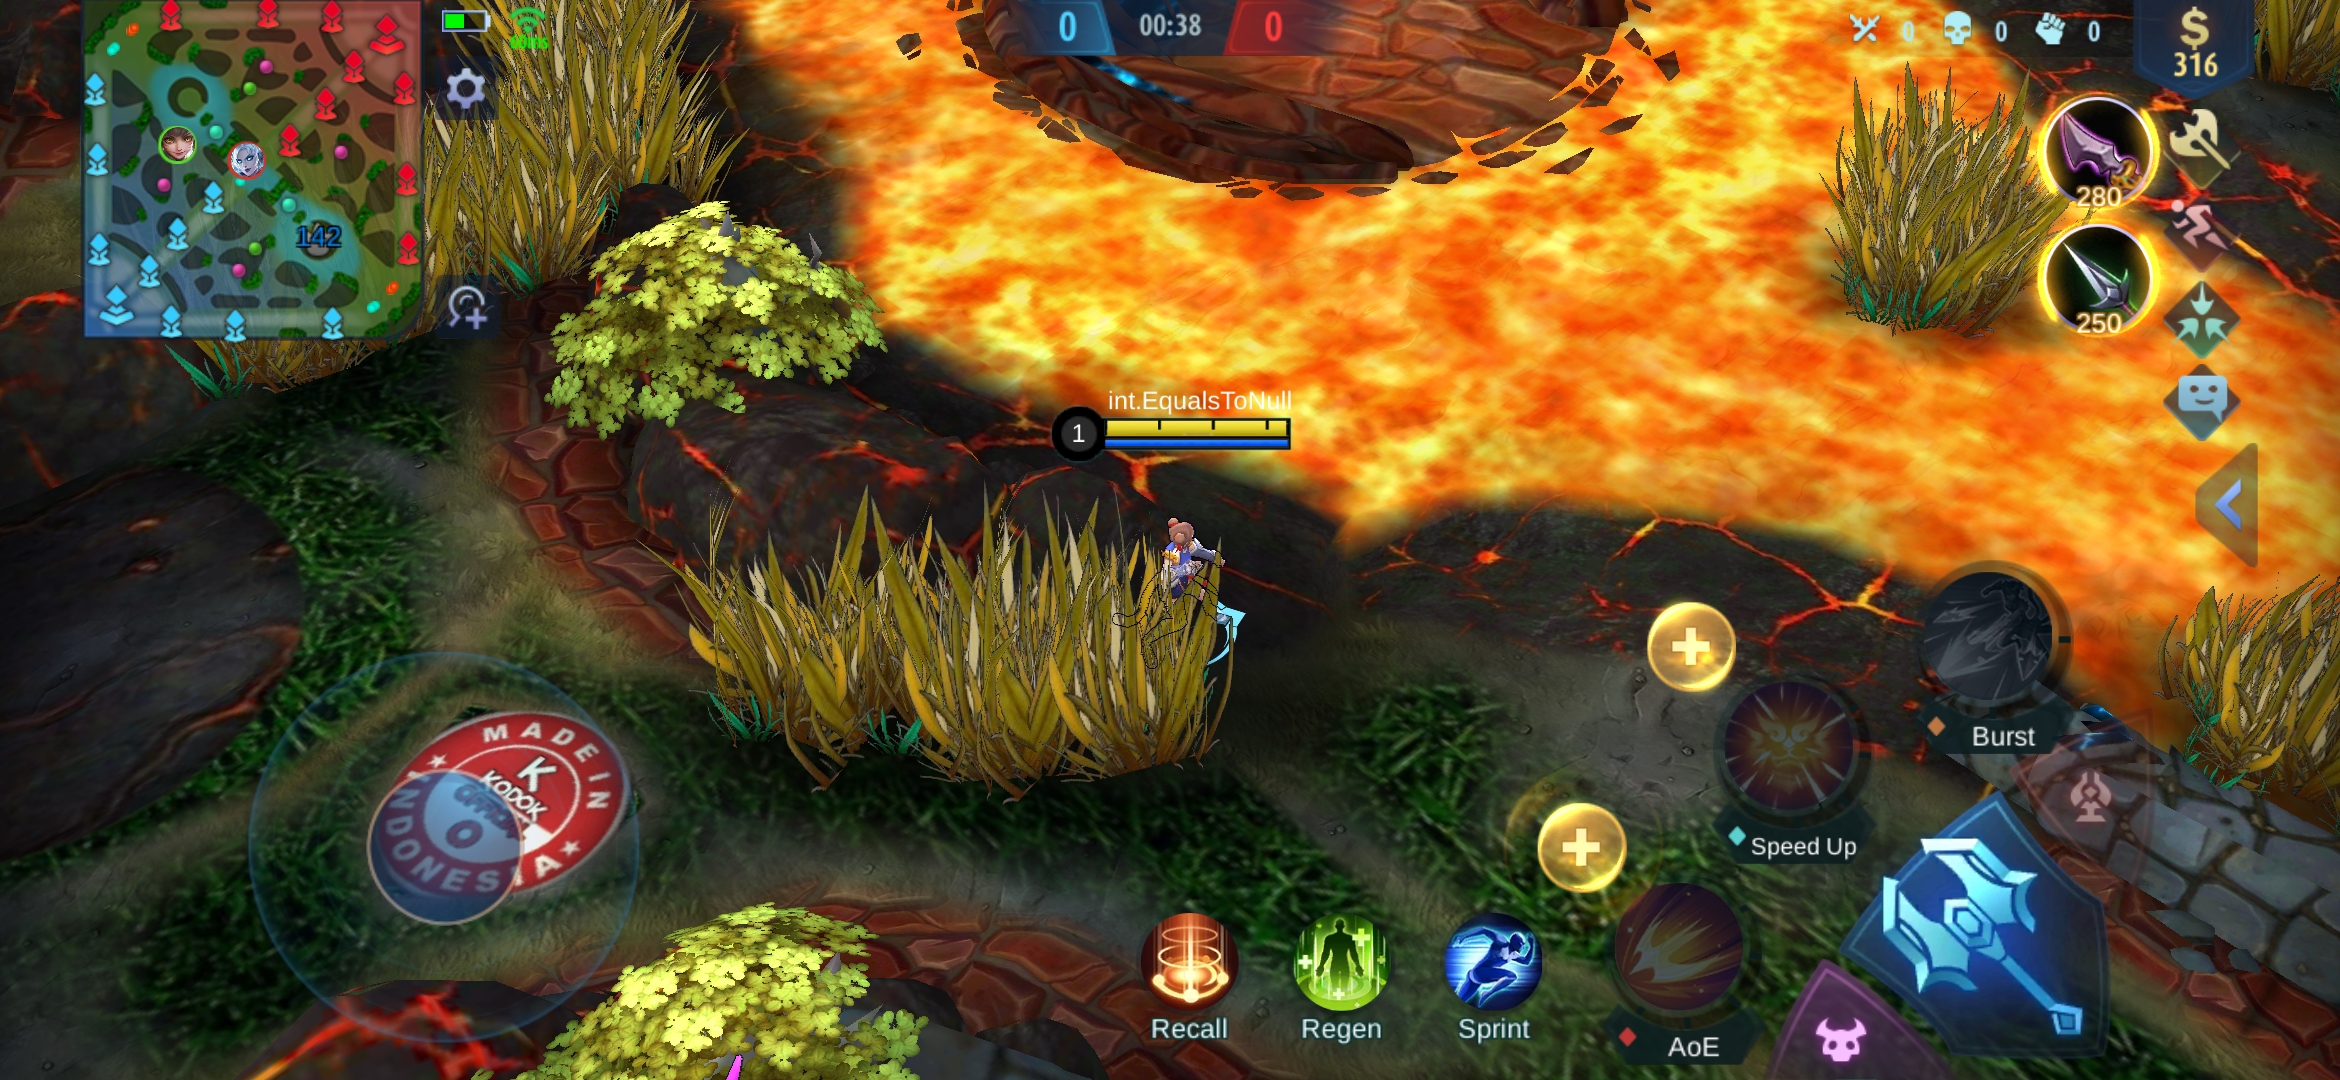 60ms
0
00:38
0
0
0
0
$
316
280
250
142
int.EqualsToNull
1
MADE IN
K
KODOK
INDONESIA
Burst
Speed Up
AoE
Recall
Regen
Sprint